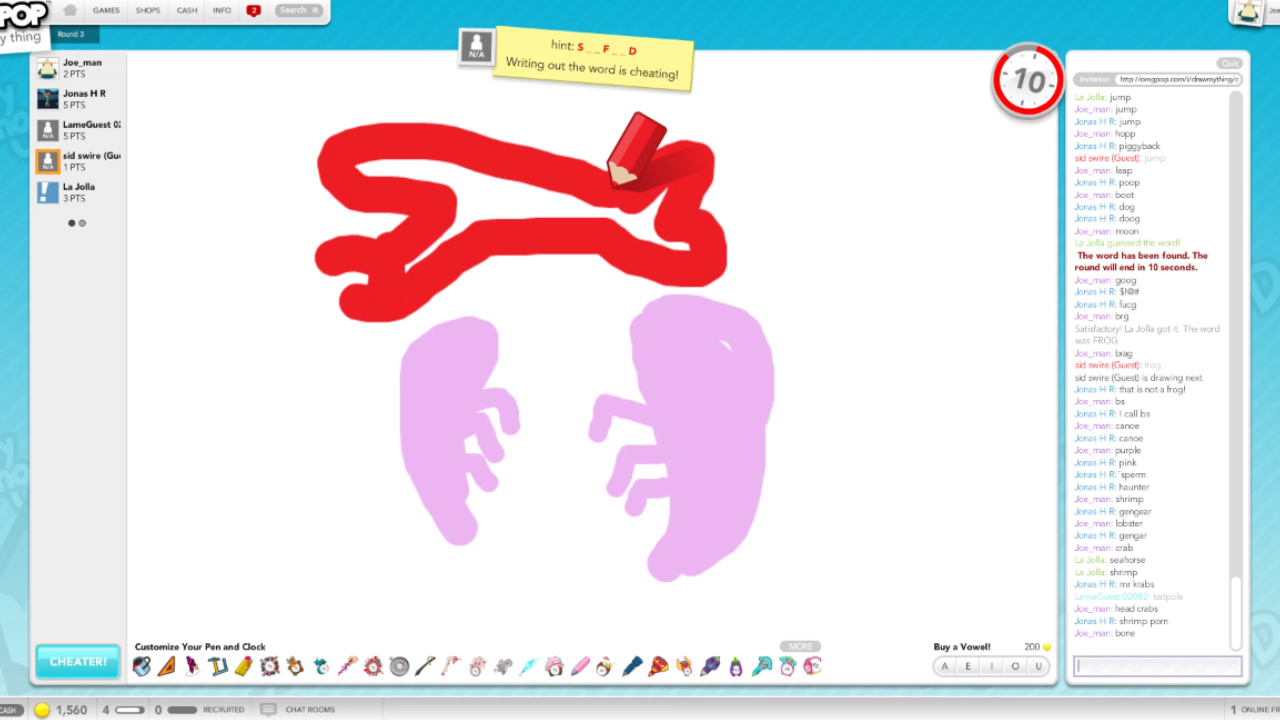 POP
y thing
GAMES
SHOPS
CASH
INFO
2
Search
Joe
Round 3
Joe_man
2 PTS
Jonas H R
5 PTS
N/A
LameGuest 02
5 PTS
N/A
sid swire (Gue
1 PTS
La Jolla
3 PTS
N/A
hint: S _ _ F _ _ D
Writing out the word is cheating!
10
Quit
Invitation
http://omgpop.com/i/drawmything/c
La Jolla: jump
Joe_man: jump
Jonas H R: jump
Joe_man: hopp
Jonas H R: piggyback
sid swire (Guest): jump
Joe_man: leap
Jonas H R: poop
Joe_man: boot
Jonas H R: dog
Jonas H R: doog
Joe_man: moon
La Jolla guessed the word!
The word has been found. The
round will end in 10 seconds.
Joe_man: goog
Jonas H R: $!@#
Jonas H R: fucg
Joe_man: brg
Satisfactory! La Jolla got it. The word
was FROG
Joe_man: brag
sid swire (Guest): frog
sid swire (Guest) is drawing next
Jonas H R: that is not a frog!
Joe_man: bs
Jonas H R: I call bs
Joe_man: canoe
Jonas H R: canoe
Joe_man: purple
Jonas H R: pink
Jonas H R: 'sperm
Jonas H R: haunter
Joe_man: shrimp
Jonas H R: gengear
Joe_man: lobster
Jonas H R: gengar
Joe_man: crab
La Jolla: seahorse
La Jolla: shrimp
Jonas H R: mr krabs
LameGuest 02082: tadpole
Joe_man: head crabs
Jonas H R: shrimp porn
Joe_man: bone
CHEATER!
Customize Your Pen and Clock
MORE
Buy a Vowel!
200
A E I O U
CASH
1,560
4
0
RECRUITED
CHAT ROOMS
1 ONLINE FR